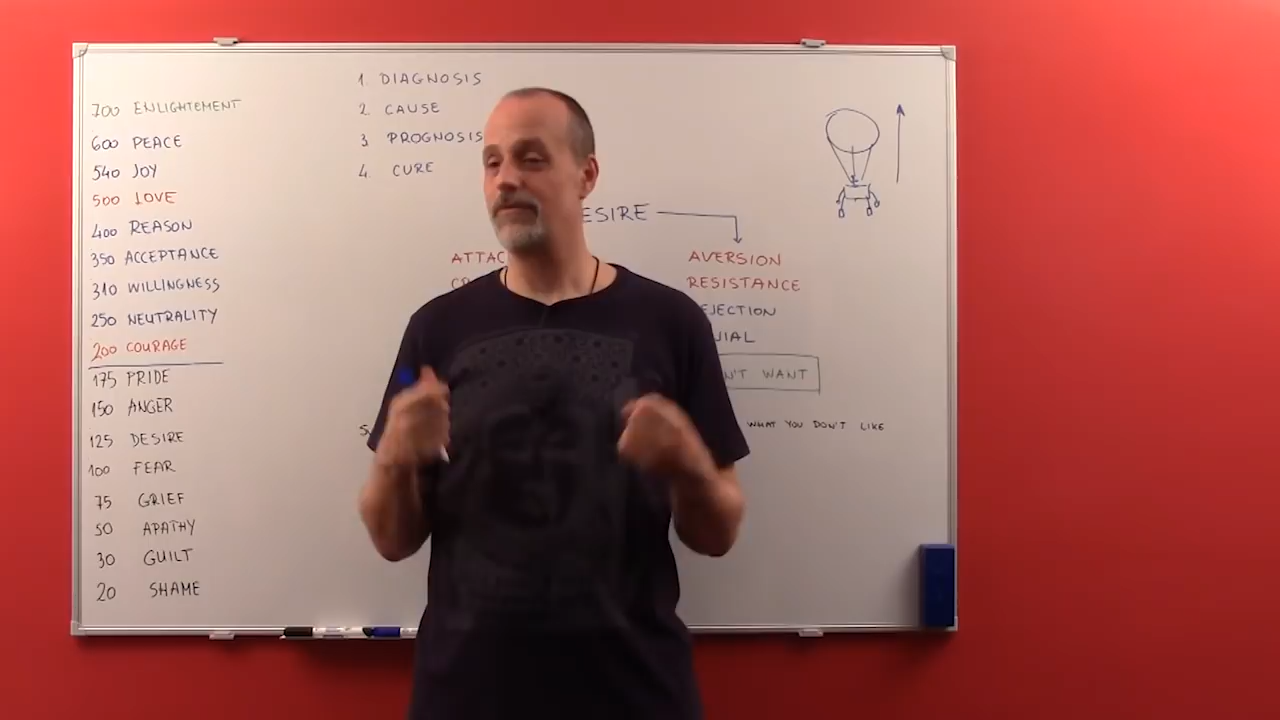 700 ENLIGHTEMENT
600 PEACE
540 JOY
500 LOVE
400 REASON
350 ACCEPTANCE
310 WILLINGNESS
250 NEUTRALITY
200 COURAGE
175 PRIDE
150 ANGER
125 DESIRE
100 FEAR
75 GRIEF
50 APATHY
30 GUILT
20 SHAME
1. DIAGNOSIS
2. CAUSE
3. PROGNOSIS
4. CURE
ESIRE
ATTAC
AVERSION
RESISTANCE
EJECTION
NIAL
N'T WANT
WHAT YOU DON'T LIKE